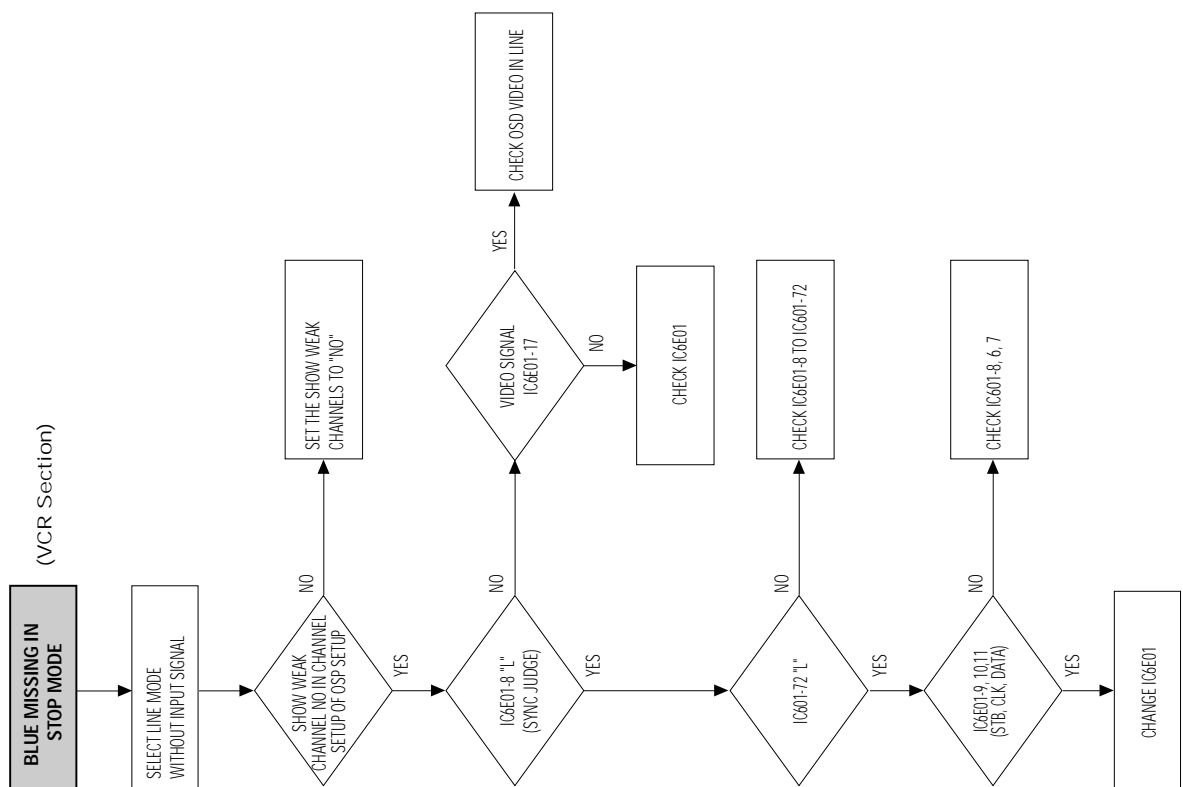 (VCR Section)
BLUE MISSING IN
STOP MODE
SELECT LINE MODE
WITHOUT INPUT SIGNAL
SHOW WEAK
CHANNEL NO IN CHANNEL
SETUP OF OSP SETUP
NO
SET THE SHOW WEAK
CHANNELS TO "NO"
YES
IC6E01-8 "L"
(SYNC JUDGE)
NO
VIDEO SIGNAL
IC6E01-17
YES
CHECK OSD VIDEO IN LINE
NO
CHECK IC6E01
YES
IC601-72 "L"
NO
CHECK IC6E01-8 TO IC601-72
YES
IC6E01-9, 10,11
(STB, CLK, DATA)
NO
CHECK IC601-8, 6, 7
YES
CHANGE IC6E01